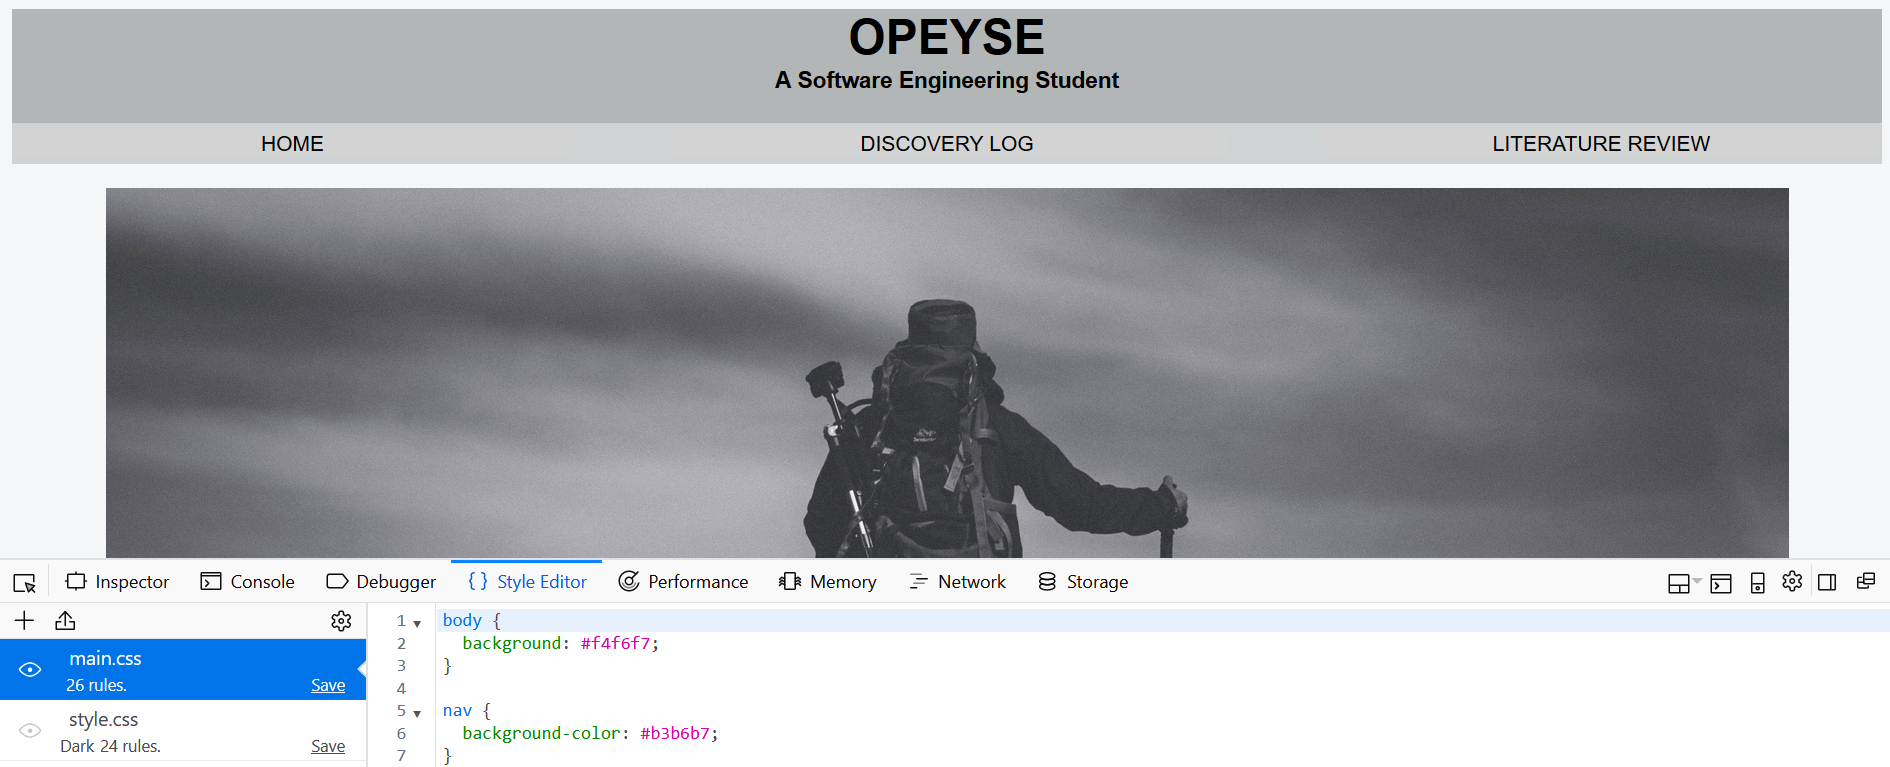 OPEYSE
A Software Engineering Student
HOME DISCOVERY LOG LITERATURE REVIEW
Inspector Console Debugger { } Style Editor Performance Memory Network Storage
main.css
26 rules. Save
style.css
Dark 24 rules. Save
1 body {
2 background: #f4f6f7;
3 }
4
5 nav {
6 background-color: #b3b6b7;
7 }